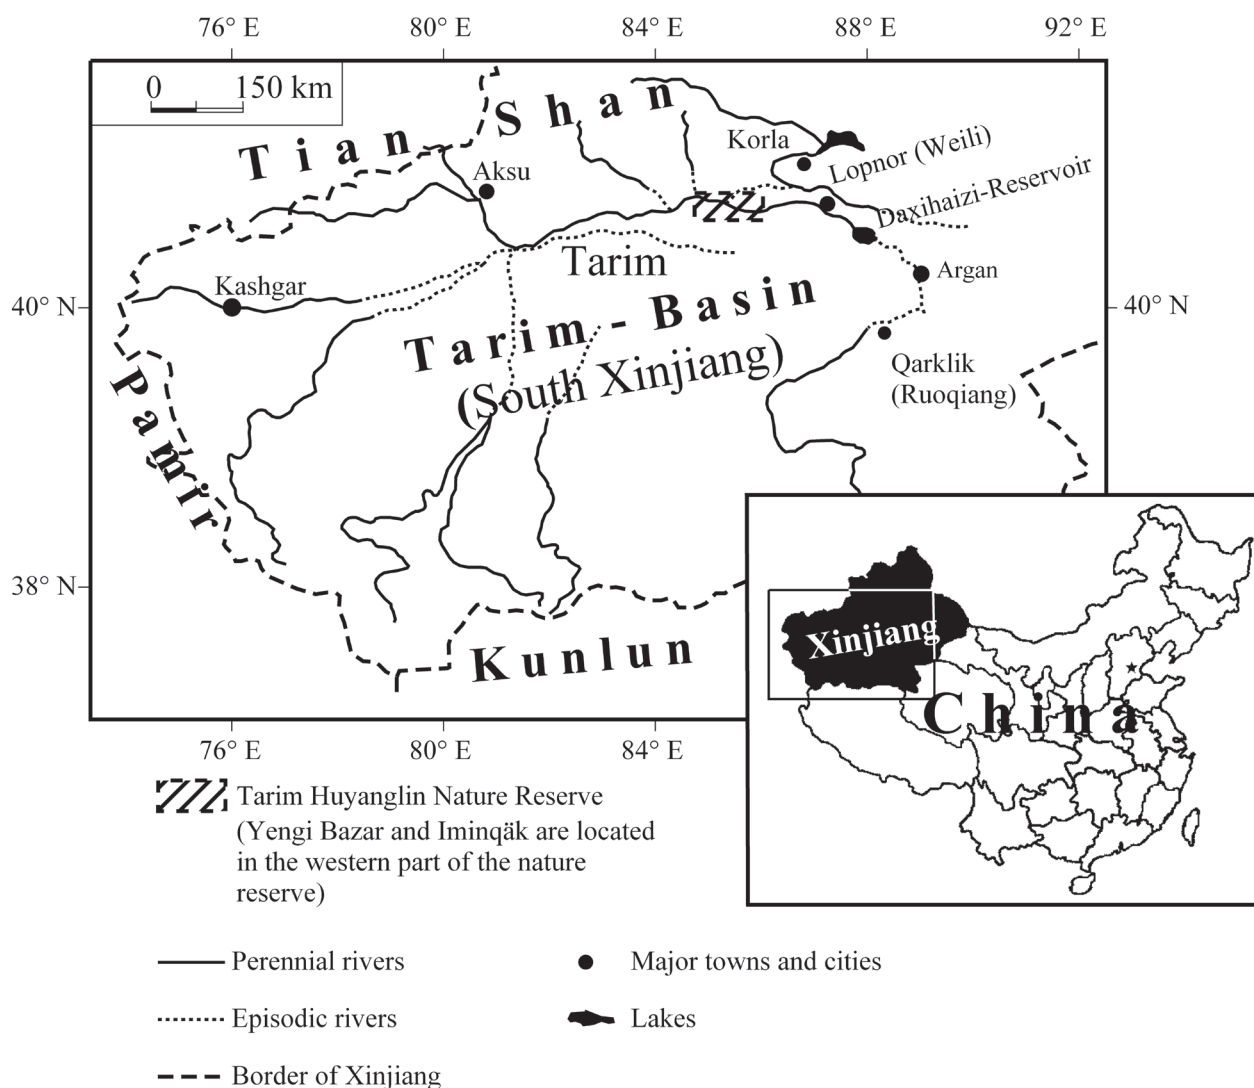 76° E 80° E 84° E 88° E 92° E
0 150 km
Tian Shan
Korla
Lopnor (Weili)
Aksu
Daxihaizi-Reservoir
Tarim
Argan
Kashgar
40° N 40° N
Tarim - Basin
(South Xinjiang)
Qarklik
(Ruoqiang)
Pamir
38° N
Kunlun
Xinjiang
China
76° E 80° E 84° E
Tarim Huyanglin Nature Reserve
(Yengi Bazar and Iminqäk are located
in the western part of the nature
reserve)
Perennial rivers
Major towns and cities
Episodic rivers
Lakes
Border of Xinjiang